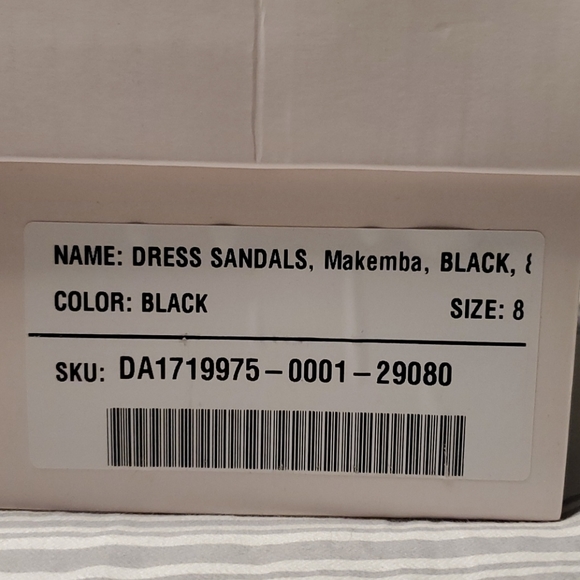 NAME: DRESS SANDALS, Makemba, BLACK,
COLOR: BLACK SIZE: 8
SKU: DA1719975-0001-29080